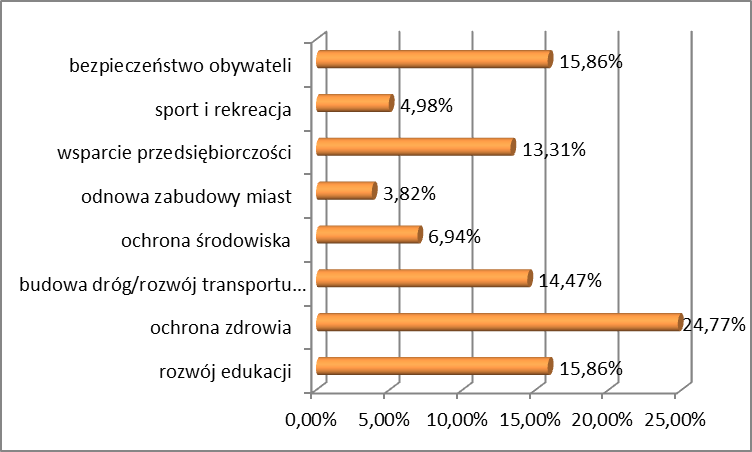 bezpieczeństwo obywateli 15,86%
sport i rekreacja 4,98%
wsparcie przedsiębiorczości 13,31%
odnowa zabudowy miast 3,82%
ochrona środowiska 6,94%
budowa dróg/rozwój transportu... 14,47%
ochrona zdrowia 24,77%
rozwój edukacji 15,86%
0,00% 5,00% 10,00% 15,00% 20,00% 25,00%